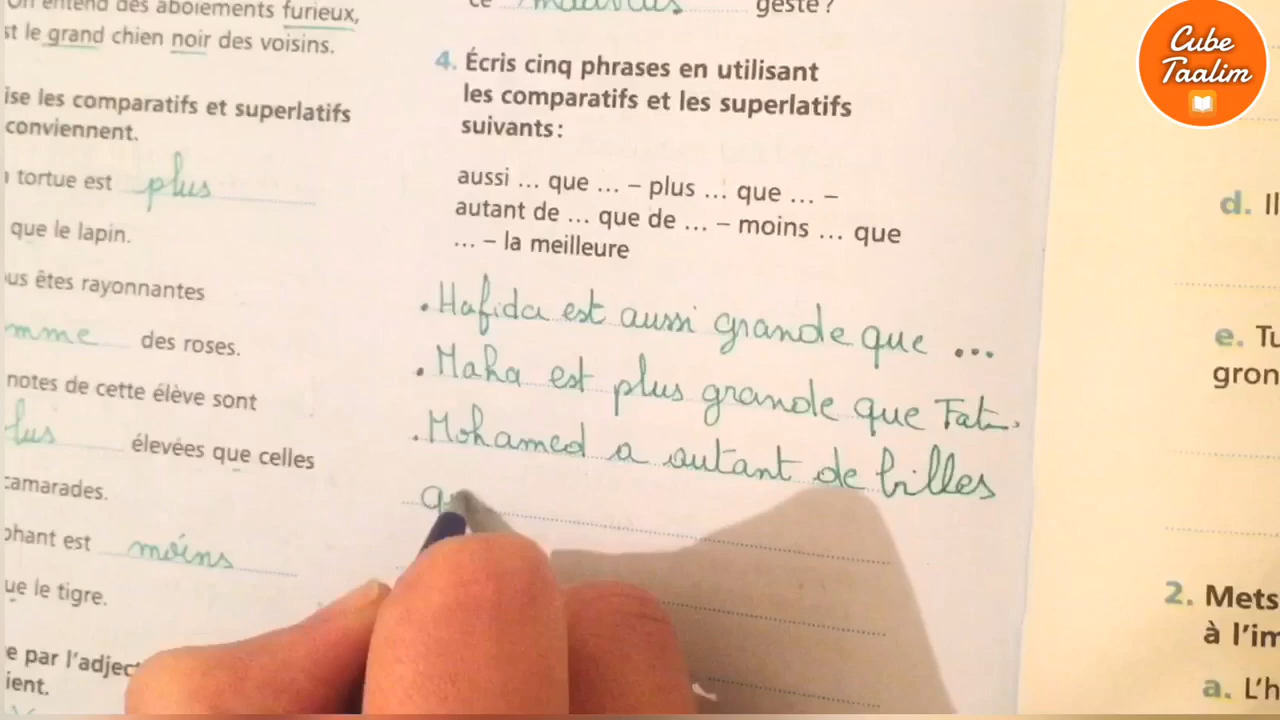 entend des aboiements furieux,
st le grand chien noir des voisins.
ise les comparatifs et superlatifs
conviennent.
tortue est plus
que le lapin.
us êtes rayonnantes
mme des roses.
notes de cette élève sont
lus élevées que celles
camarades.
phant est moins
ue le tigre.
e par l'adject
ient.
ce mauvais geste ?
4. Écris cinq phrases en utilisant
les comparatifs et les superlatifs
suivants :
aussi ... que ... – plus ... que ... –
autant de ... que de ... – moins ... que
... – la meilleure
. Hafida est aussi grande que ...
. Maha est plus grande que Fati.
. Mohamed a autant de billes
Cube
Taalim
d. Il
e. Tu
gron
2. Mets
à l'im
a. L'h